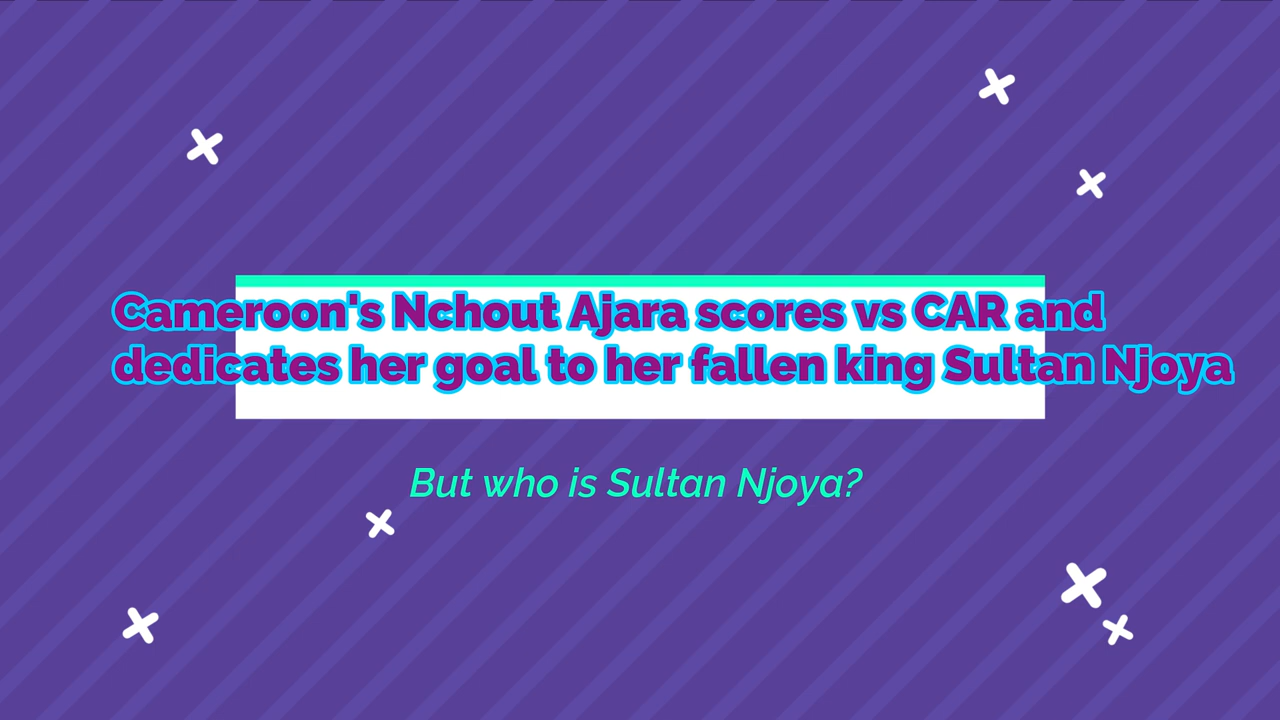 Cameroon's Nchout Ajara scores vs CAR and
dedicates her goal to her fallen king Sultan Njoya
But who is Sultan Njoya?